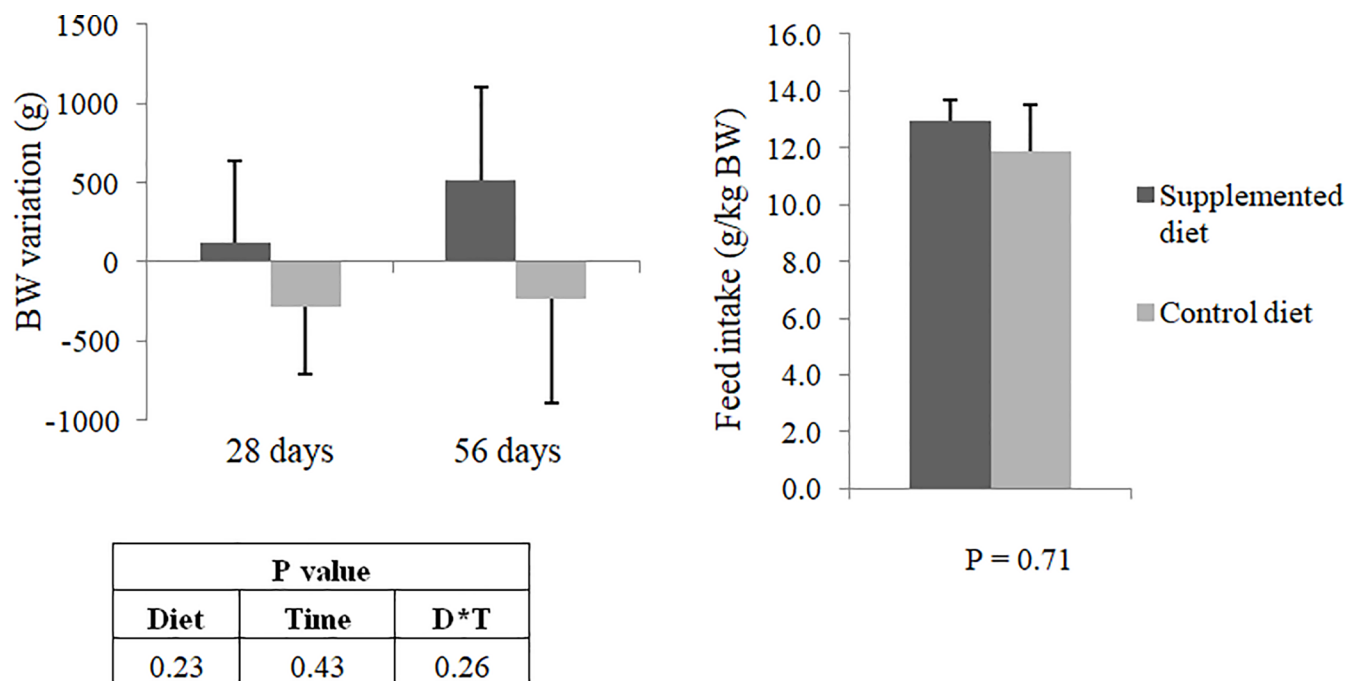 BW variation (g)
1500
1000
500
0
-500
-1000
28 days 56 days
P value
Diet Time D*T
0.23 0.43 0.26
Feed intake (g/kg BW)
16.0
14.0
12.0
10.0
8.0
6.0
4.0
2.0
0.0
P = 0.71
Supplemented
diet
Control diet